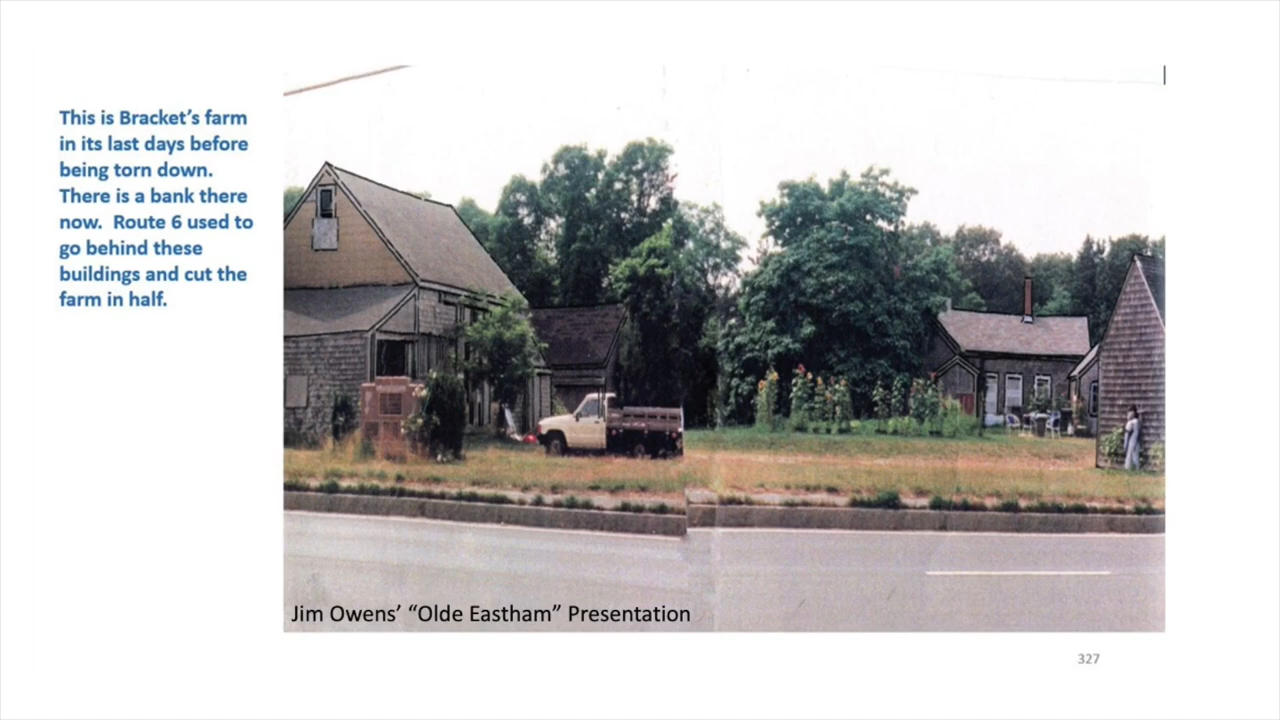 This is Bracket's farm
in its last days before
being torn down.
There is a bank there
now.  Route 6 used to
go behind these
buildings and cut the
farm in half.
Jim Owens’ “Olde Eastham” Presentation
327